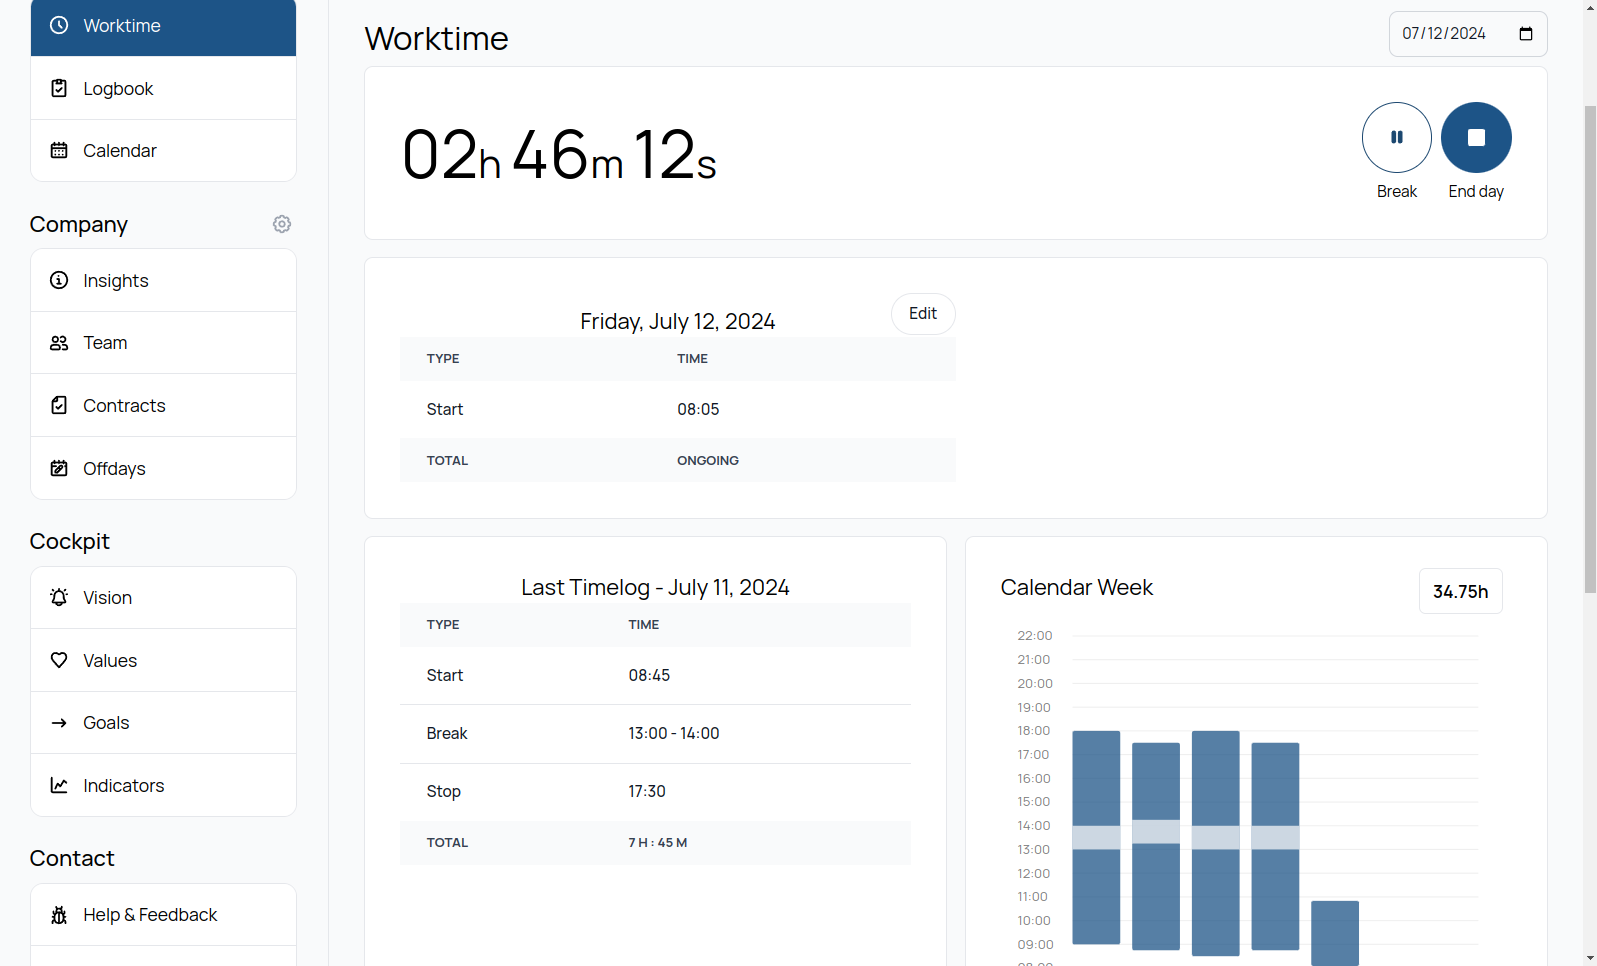 Worktime
Logbook
Calendar
Company
Insights
Team
Contracts
Offdays
Cockpit
Vision
Values
Goals
Indicators
Contact
Help & Feedback
Worktime
07/12/2024
02h 46m 12s
Break
End day
Friday, July 12, 2024
Edit
TYPE TIME
Start 08:05
TOTAL ONGOING
Last Timelog - July 11, 2024
TYPE TIME
Start 08:45
Break 13:00 - 14:00
Stop 17:30
TOTAL 7 H : 45 M
Calendar Week
34.75h
22:00
21:00
20:00
19:00
18:00
17:00
16:00
15:00
14:00
13:00
12:00
11:00
10:00
09:00